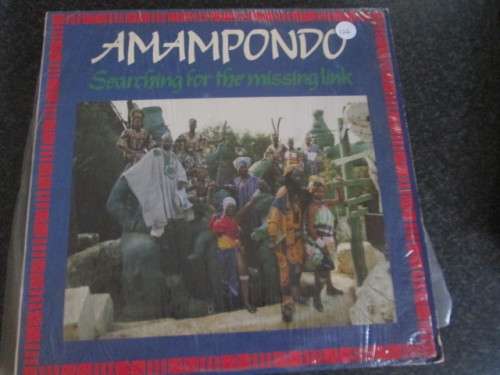 AMAMPONDO
Searching for the missing link